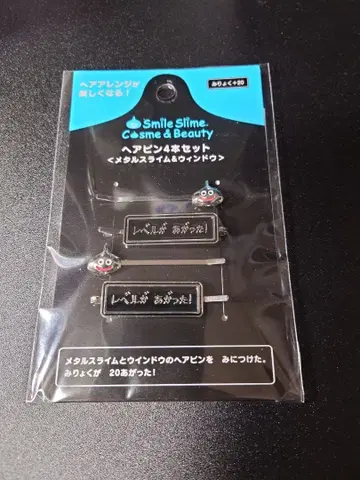 ヘアアレンジが
楽しくなる！
みりょく+20
Smile Slime
Cosme & Beauty
ヘアピン4本セット
<メタルスライム&ウィンドウ>
レベルが あがった！
レベルが あがった！
メタルスライムとウインドウのヘアピンを みにつけた。
みりょくが 20あがった！